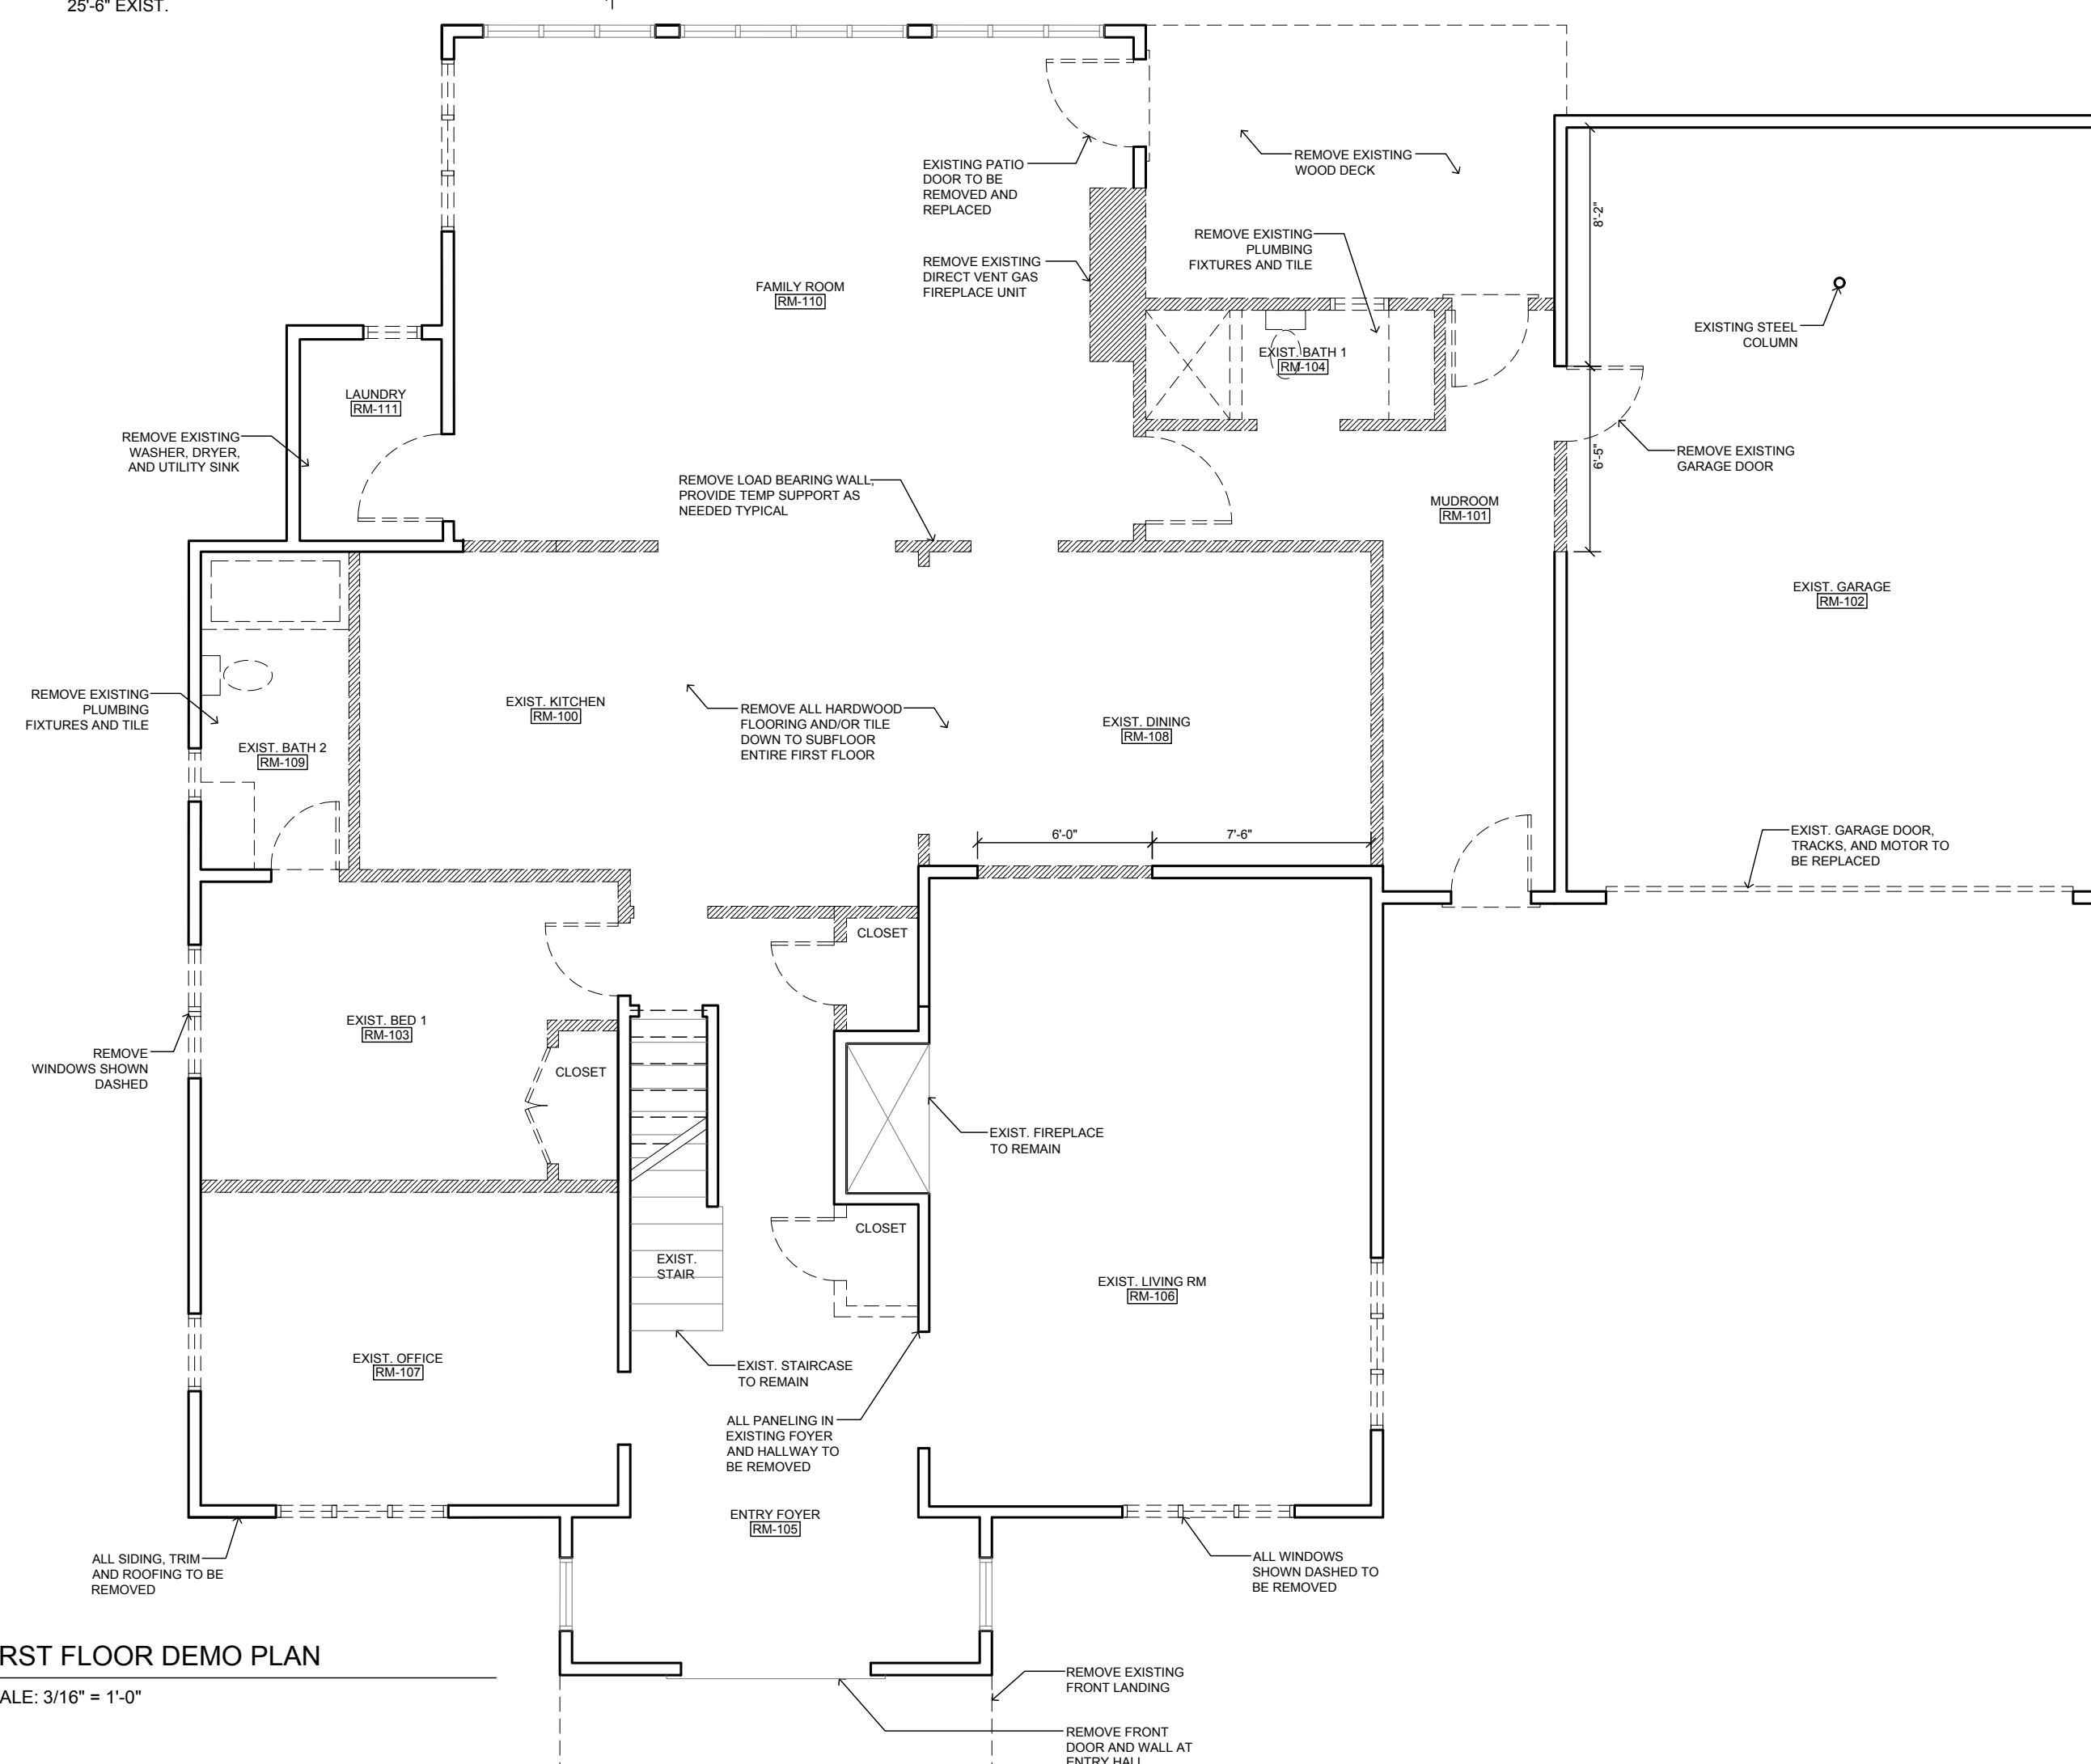 25'-6" EXIST.
EXISTING PATIO
DOOR TO BE
REMOVED AND
REPLACED
REMOVE EXISTING
WOOD DECK
8'-2"
REMOVE EXISTING
PLUMBING
FIXTURES AND TILE
REMOVE EXISTING
DIRECT VENT GAS
FIREPLACE UNIT
FAMILY ROOM
RM-110
EXISTING STEEL
COLUMN
EXIST. BATH 1
RM-104
LAUNDRY
RM-111
REMOVE EXISTING
WASHER, DRYER,
AND UTILITY SINK
6'-5"
REMOVE EXISTING
GARAGE DOOR
REMOVE LOAD BEARING WALL,
PROVIDE TEMP SUPPORT AS
NEEDED TYPICAL
MUDROOM
RM-101
EXIST. GARAGE
RM-102
REMOVE EXISTING
PLUMBING
FIXTURES AND TILE
EXIST. KITCHEN
RM-100
REMOVE ALL HARDWOOD
FLOORING AND/OR TILE
DOWN TO SUBFLOOR
ENTIRE FIRST FLOOR
EXIST. DINING
RM-108
EXIST. BATH 2
RM-109
6'-0"
7'-6"
EXIST. GARAGE DOOR,
TRACKS, AND MOTOR TO
BE REPLACED
CLOSET
EXIST. BED 1
RM-103
REMOVE
WINDOWS SHOWN
DASHED
CLOSET
EXIST. FIREPLACE
TO REMAIN
CLOSET
EXIST.
STAIR
EXIST. LIVING RM
RM-106
EXIST. OFFICE
RM-107
EXIST. STAIRCASE
TO REMAIN
ALL PANELING IN
EXISTING FOYER
AND HALLWAY TO
BE REMOVED
ENTRY FOYER
RM-105
ALL SIDING, TRIM
AND ROOFING TO BE
REMOVED
ALL WINDOWS
SHOWN DASHED TO
BE REMOVED
RST FLOOR DEMO PLAN
ALE: 3/16" = 1'-0"
REMOVE EXISTING
FRONT LANDING
REMOVE FRONT
DOOR AND WALL AT
ENTRY HALL